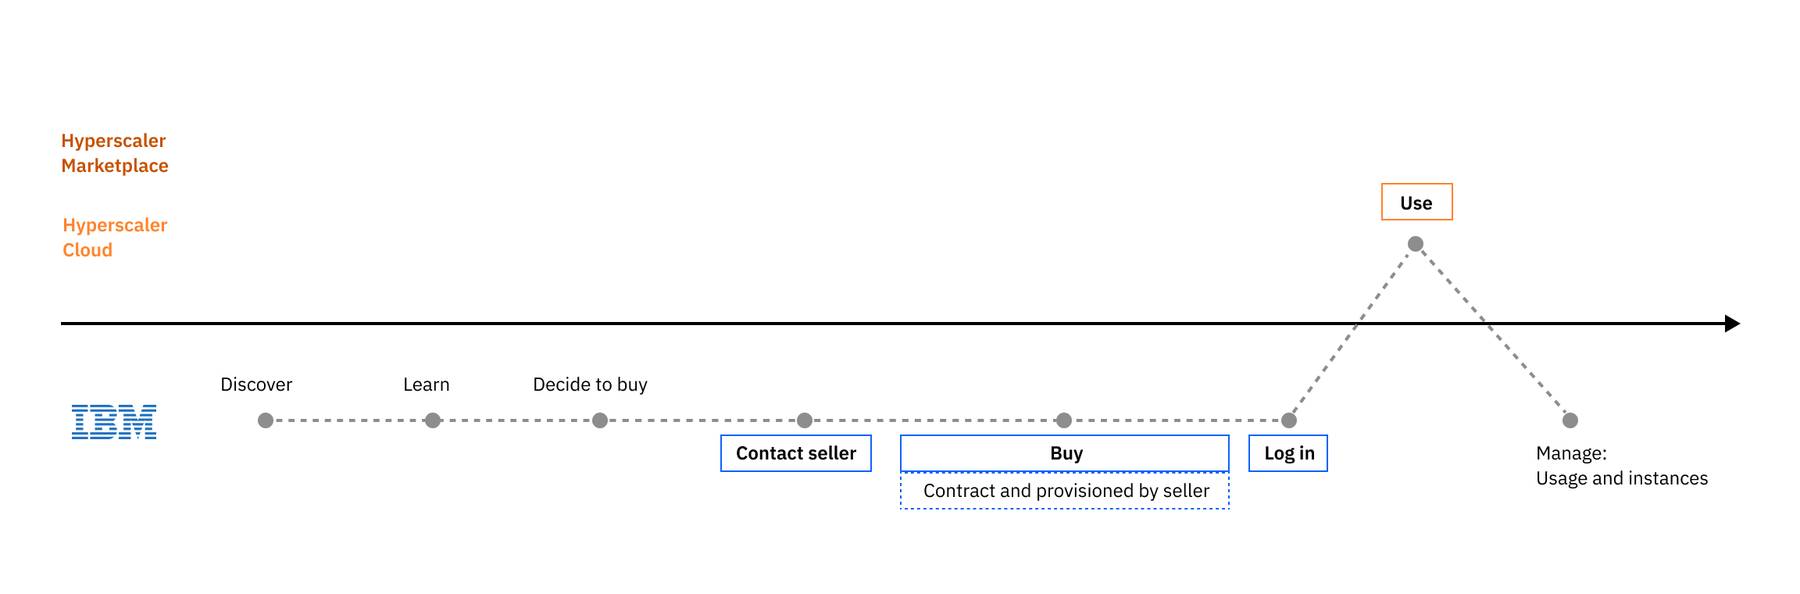 Hyperscaler
Marketplace
Hyperscaler
Cloud
Use
Discover
Learn
Decide to buy
IBM
Contact seller
Buy
Log in
Contract and provisioned by seller
Manage:
Usage and instances